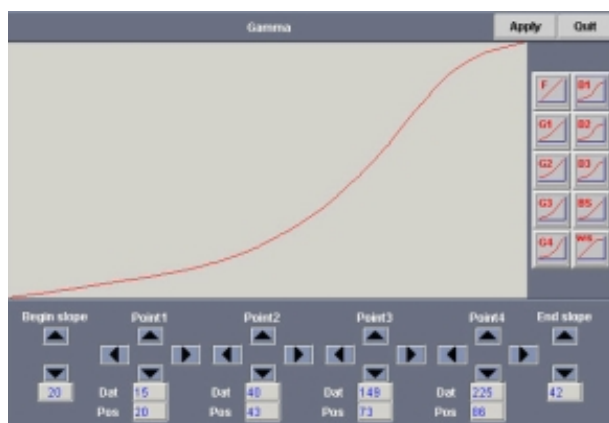 Gamma Apply Quit
F B1
G1 B2
G2 B3
G3 B5
G4
Begin slope Point1 Point2 Point3 Point4 End slope
20 Dat 15 Dat 40 Dat 149 Dat 225 42
Pos 20 Pos 43 Pos 73 Pos 86